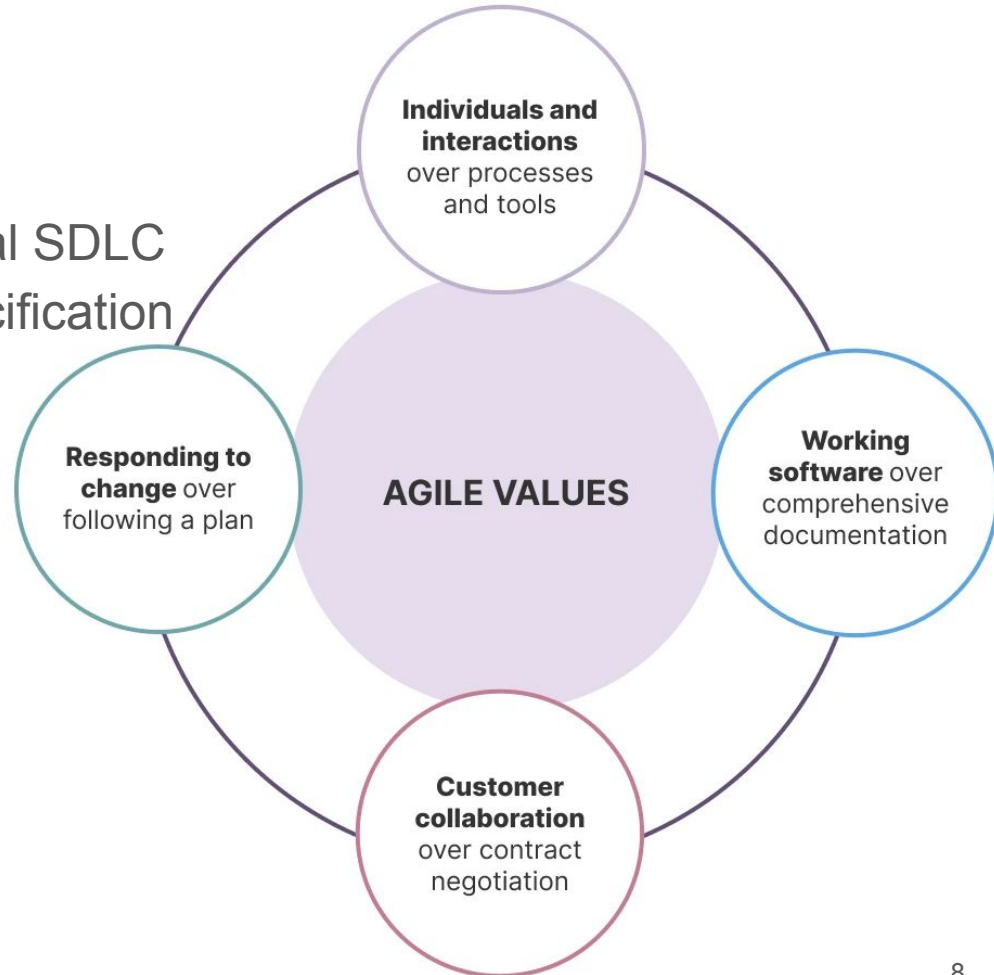 Individuals and
interactions
over processes
and tools
al SDLC
cification
Responding to
change over
following a plan
AGILE VALUES
Working
software over
comprehensive
documentation
Customer
collaboration
over contract
negotiation
8